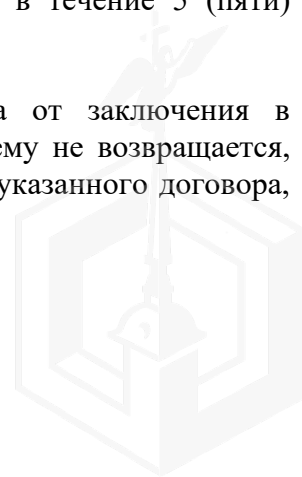 в течение 5 (пяти)
а от заключения в
ему не возвращается,
указанного договора,